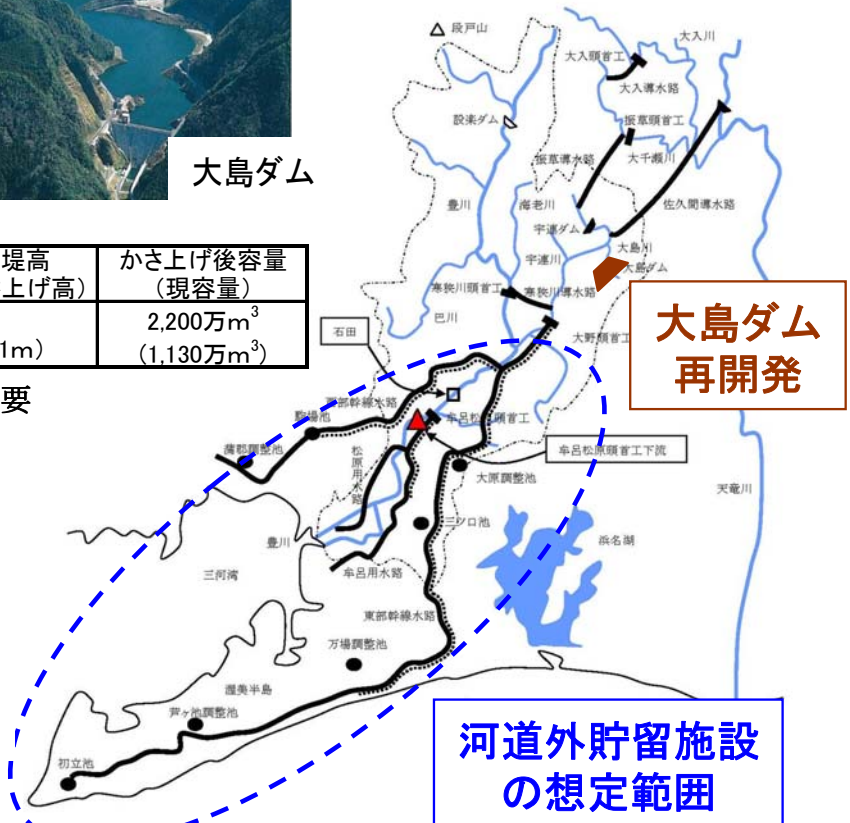 大島ダム
堤高
上げ高)
かさ上げ後容量
(現容量)
1m)
2,200万m³
(1,130万m³)
要
段戸山
大入川
大入頭首工
大入導水路
設楽ダム
振草頭首工
振草導水路
大千瀬川
豊川
海老川
佐久間導水路
宇連ダム
大島川
宇連川
大島ダム
寒狭川頭首工
寒狭川導水路
巴川
大野頭首工
石田
大島ダム
再開発
西部幹線水路
駒場池
牟呂松原頭首工
蒲郡調整池
松原用水路
牟呂松原頭首工下流
大原調整池
天竜川
三ツ口池
豊川
浜名湖
三河湾
牟呂用水路
東部幹線水路
万場調整池
渥美半島
芦ヶ池調整池
初立池
河道外貯留施設
の想定範囲